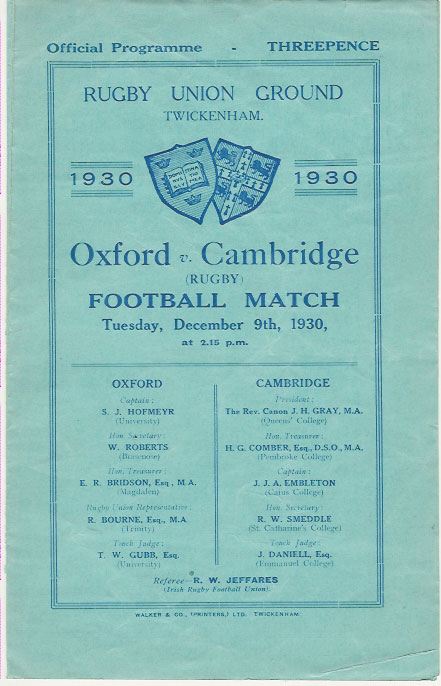 Official Programme - THREEPENCE
RUGBY UNION GROUND
TWICKENHAM.
1930 1930
Oxford v. Cambridge
(RUGBY)
FOOTBALL MATCH
Tuesday, December 9th, 1930,
at 2.15 p.m.
OXFORD
Captain:
S. J. HOFMEYR
(University)
Hon. Secretary:
W. ROBERTS
(Brasenose)
Hon. Treasurer:
E. R. BRIDSON, Esq., M.A.
(Magdalen)
Rugby Union Representative:
R. BOURNE, Esq., M.A.
(Trinity)
Touch Judge:
T. W. GUBB, Esq.
(University)
CAMBRIDGE
President:
The Rev. Canon J. H. GRAY, M.A.
(Queens' College)
Hon. Treasurer:
H. G. COMBER, Esq., D.S.O., M.A.
(Pembroke College)
Captain:
J. J. A. EMBLETON
(Caius College)
Hon. Secretary:
R. W. SMEDDLE
(St. Catharine's College)
Touch Judge:
J. DANIELL, Esq.
(Emmanuel College)
Referee—R. W. JEFFARES
(Irish Rugby Football Union).
WALKER & CO., (PRINTERS,) LTD. TWICKENHAM